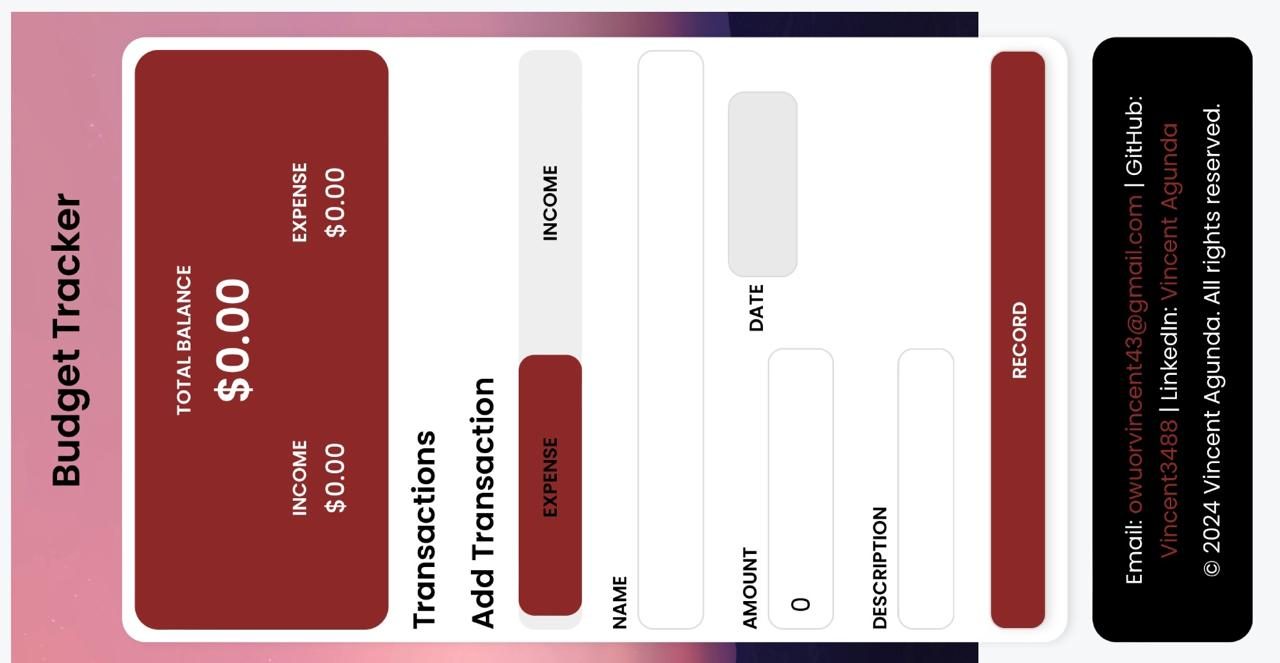 Budget Tracker
TOTAL BALANCE
$0.00
INCOME
$0.00
EXPENSE
$0.00
Transactions
Add Transaction
EXPENSE
INCOME
NAME
AMOUNT
0
DATE
DESCRIPTION
RECORD
Email: owuorvincent43@gmail.com | GitHub:
Vincent3488 | LinkedIn: Vincent Agunda
© 2024 Vincent Agunda. All rights reserved.